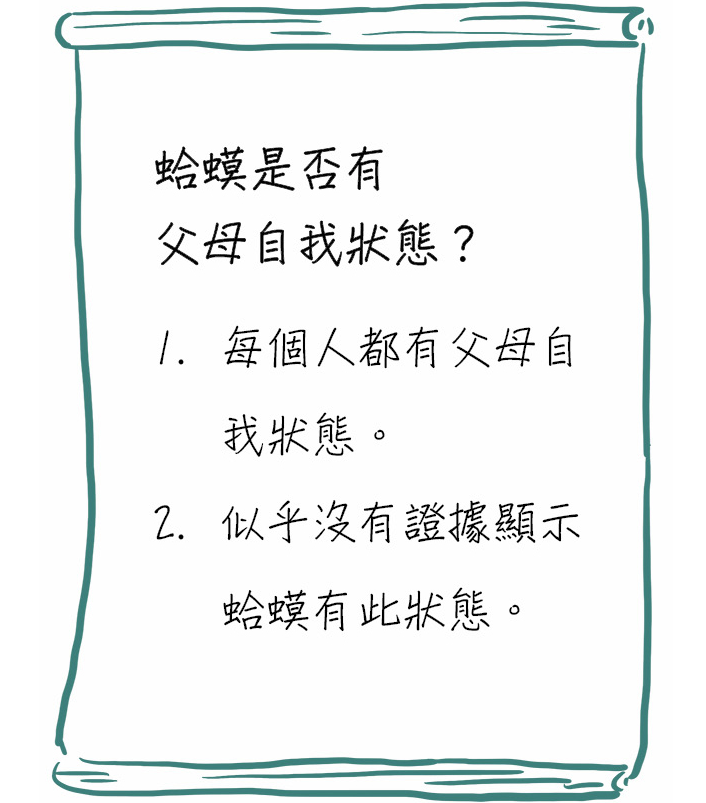 蛤蟆是否有
父母自我狀態？
1. 每個人都有父母自
我狀態。
2. 似乎沒有證據顯示
蛤蟆有此狀態。